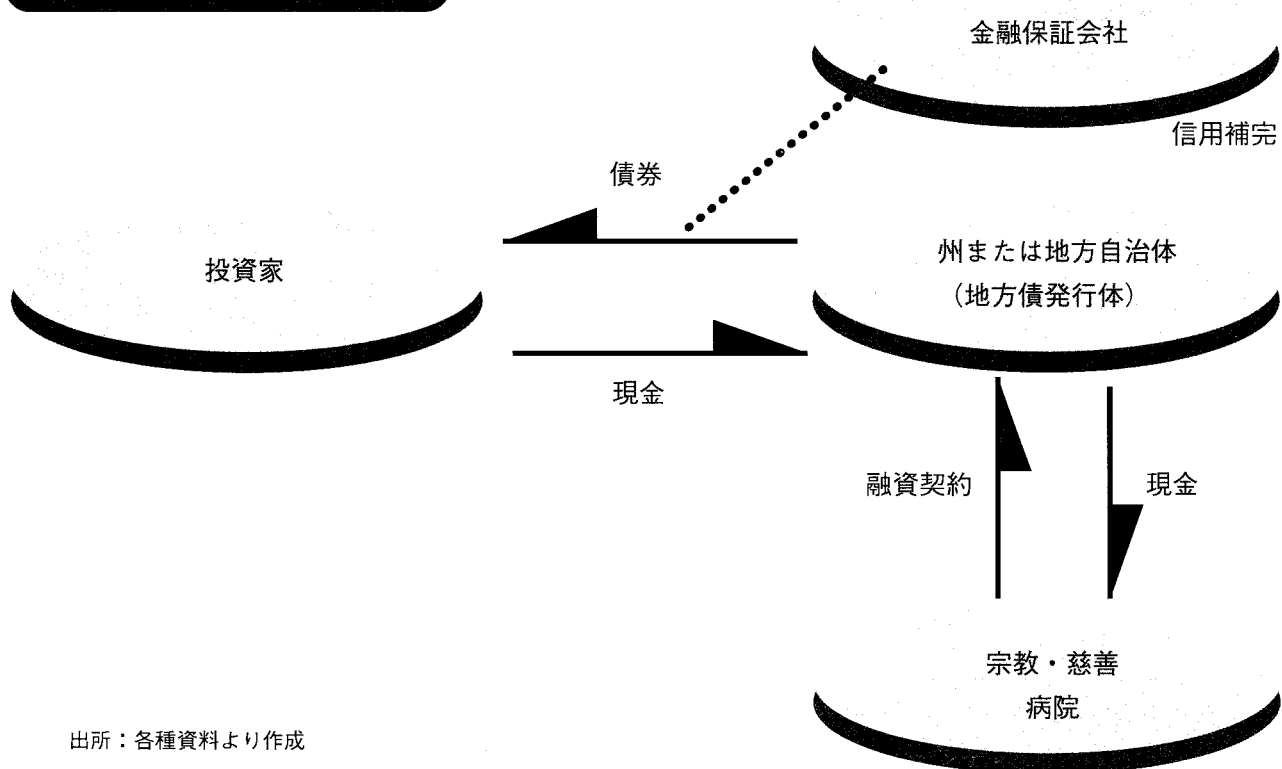 金融保証会社
信用補完
債券
投資家
州または地方自治体
（地方債発行体）
現金
融資契約
現金
宗教・慈善
病院
出所：各種資料より作成